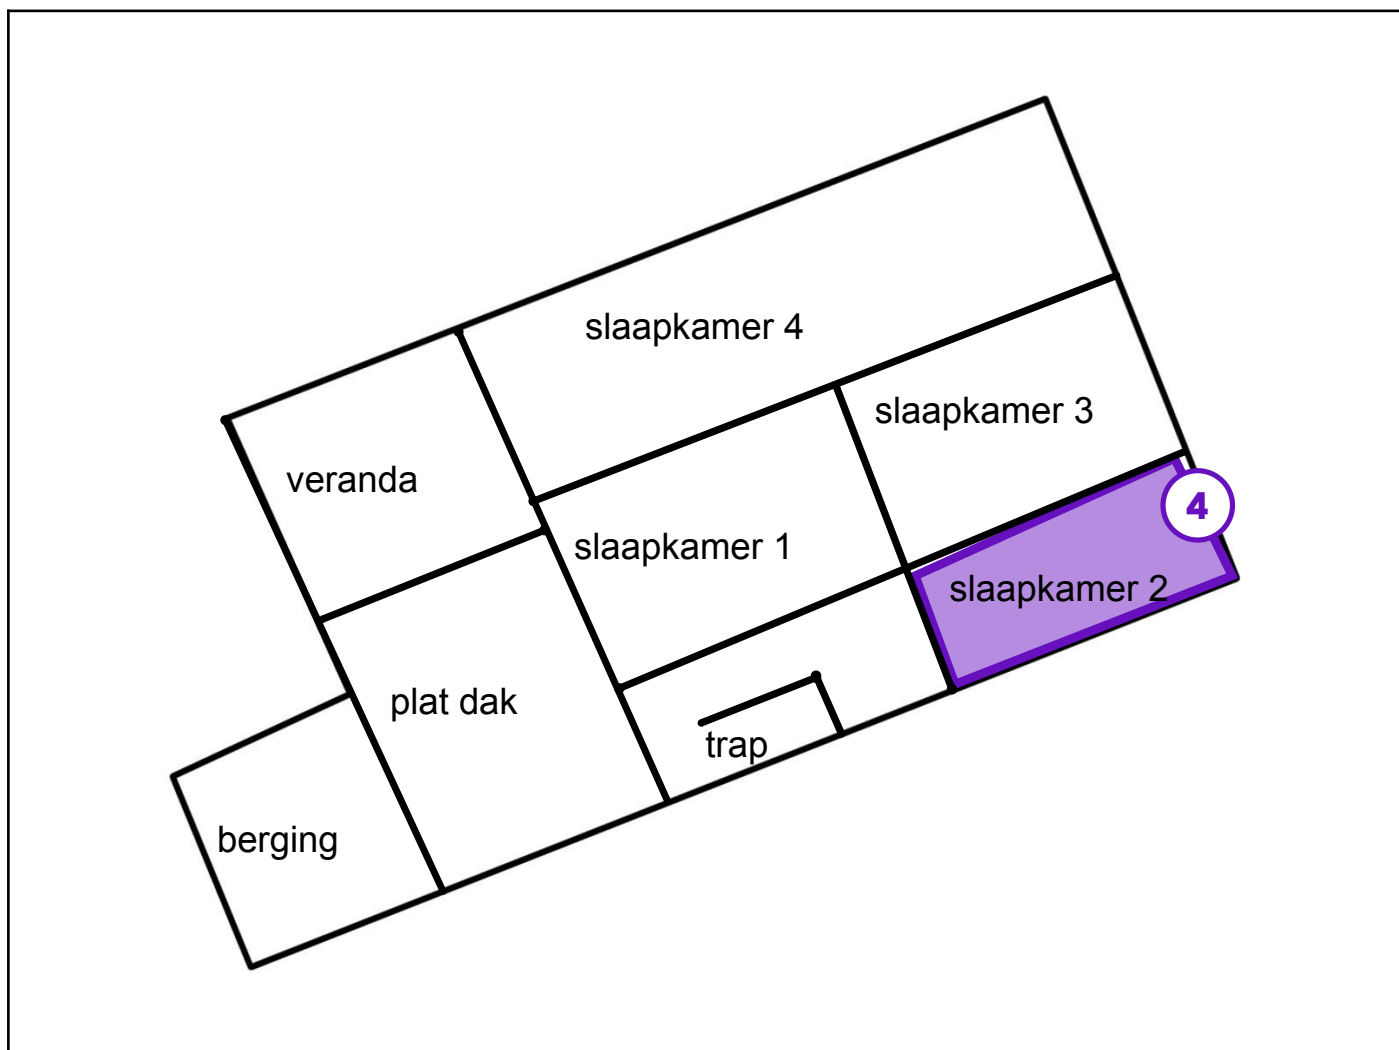 slaapkamer 4
slaapkamer 3
veranda
4
slaapkamer 1
slaapkamer 2
plat dak
trap
berging